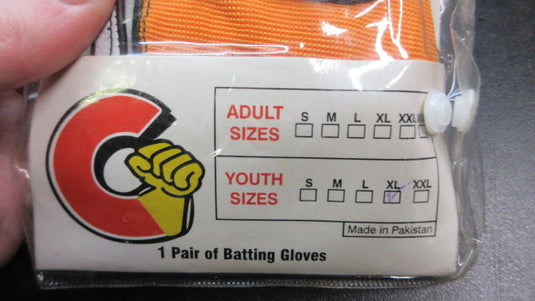 ADULT SIZES S M L XL XXL
YOUTH SIZES S M L XL XXL
Made in Pakistan
1 Pair of Batting Gloves